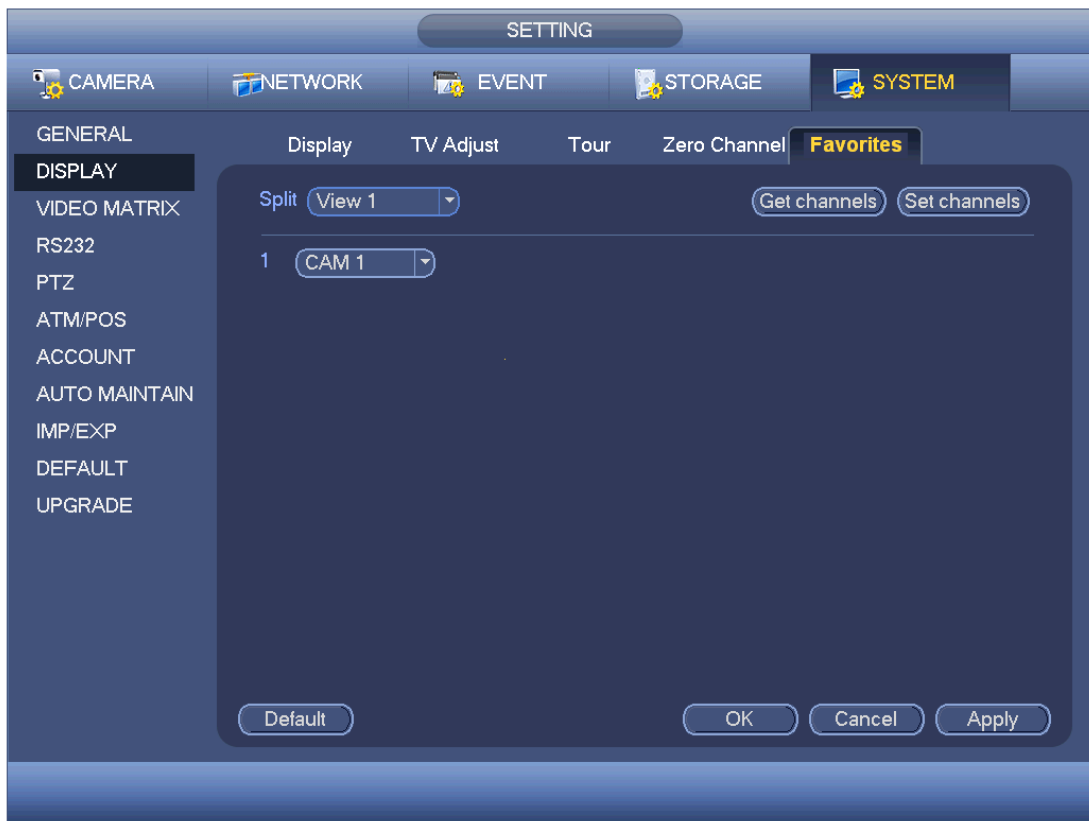 SETTING
CAMERA NETWORK EVENT STORAGE SYSTEM
GENERAL
DISPLAY
VIDEO MATRIX
RS232
PTZ
ATM/POS
ACCOUNT
AUTO MAINTAIN
IMP/EXP
DEFAULT
UPGRADE
Display TV Adjust Tour Zero Channel Favorites
Split View 1 Get channels Set channels
1 CAM 1
Default OK Cancel Apply